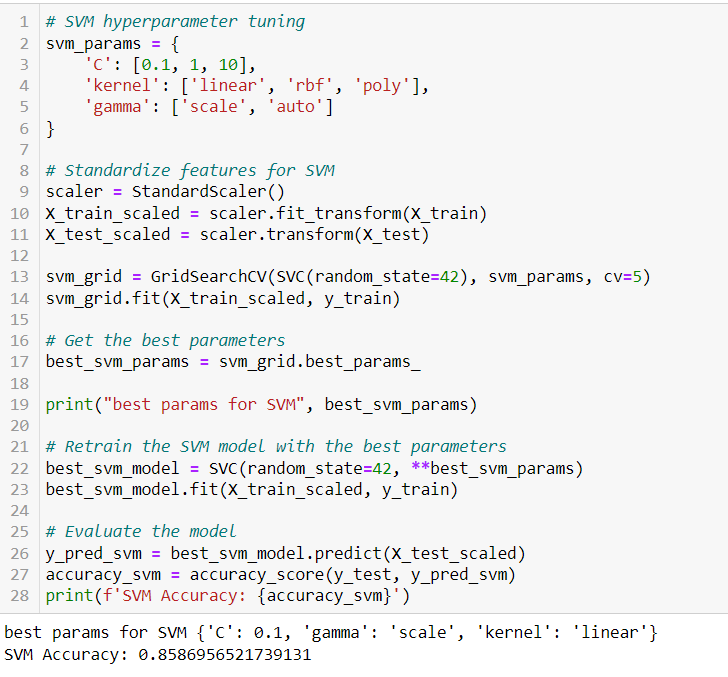 1 # SVM hyperparameter tuning
2 svm_params = {
3     'C': [0.1, 1, 10],
4     'kernel': ['linear', 'rbf', 'poly'],
5     'gamma': ['scale', 'auto']
6 }
7
8 # Standardize features for SVM
9 scaler = StandardScaler()
10 X_train_scaled = scaler.fit_transform(X_train)
11 X_test_scaled = scaler.transform(X_test)
12
13 svm_grid = GridSearchCV(SVC(random_state=42), svm_params, cv=5)
14 svm_grid.fit(X_train_scaled, y_train)
15
16 # Get the best parameters
17 best_svm_params = svm_grid.best_params_
18
19 print("best params for SVM", best_svm_params)
20
21 # Retrain the SVM model with the best parameters
22 best_svm_model = SVC(random_state=42, **best_svm_params)
23 best_svm_model.fit(X_train_scaled, y_train)
24
25 # Evaluate the model
26 y_pred_svm = best_svm_model.predict(X_test_scaled)
27 accuracy_svm = accuracy_score(y_test, y_pred_svm)
28 print(f'SVM Accuracy: {accuracy_svm}')
best params for SVM {'C': 0.1, 'gamma': 'scale', 'kernel': 'linear'}
SVM Accuracy: 0.8586956521739131